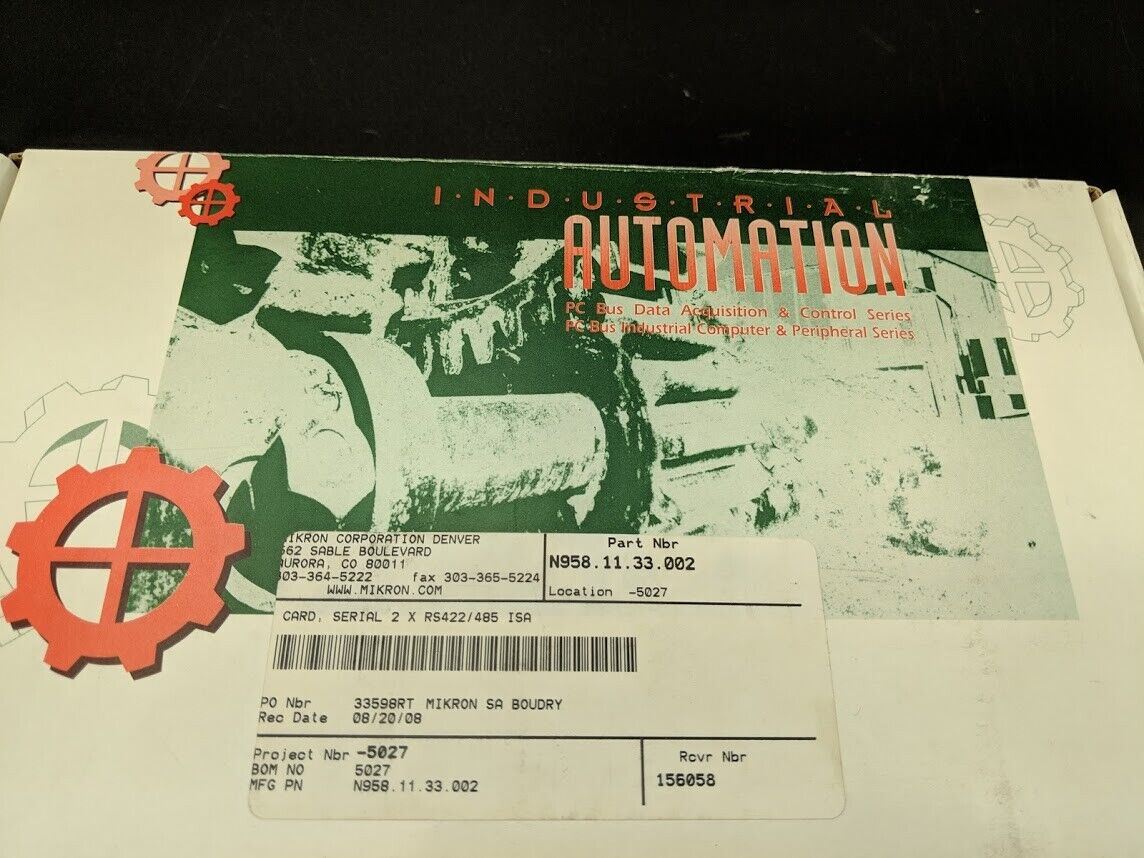 I·N·D·U·S·T·R·I·A·L
AUTOMATION
PC Bus Data Acquisition & Control Series
PC Bus Industrial Computer & Peripheral Series
MIKRON CORPORATION DENVER
562 SABLE BOULEVARD
AURORA, CO 80011
303-364-5222 fax 303-365-5224
WWW.MIKRON.COM
Part Nbr
N958.11.33.002
Location -5027
CARD, SERIAL 2 X RS422/485 ISA
PO Nbr 33598RT MIKRON SA BOUDRY
Rec Date 08/20/08
Project Nbr -5027
BOM NO 5027
MFG PN N958.11.33.002
Rcvr Nbr
156058